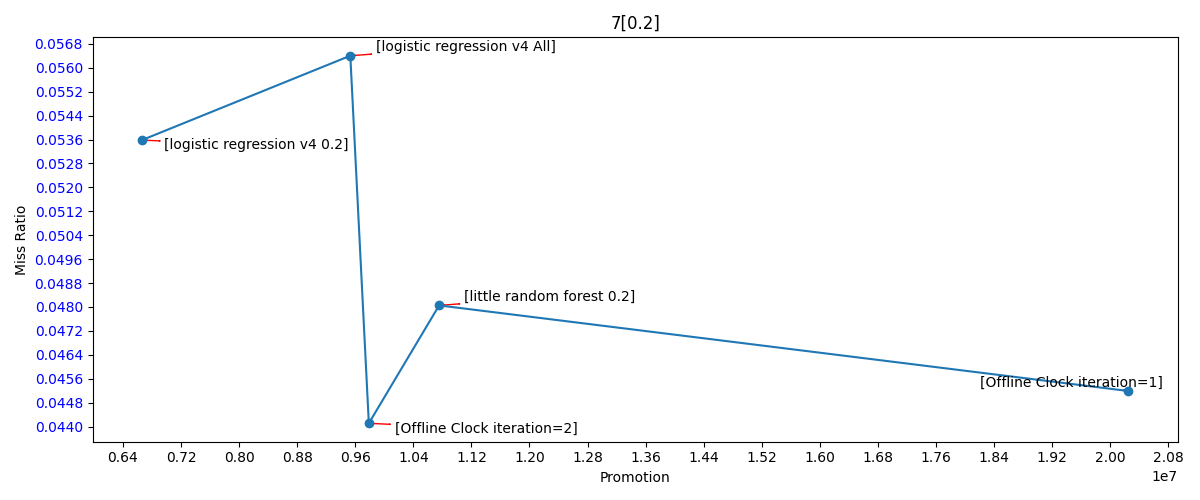 7[0.2]
0.0568
0.0560
0.0552
0.0544
0.0536
0.0528
0.0520
0.0512
0.0504
0.0496
0.0488
0.0480
0.0472
0.0464
0.0456
0.0448
0.0440
Miss Ratio
[logistic regression v4 All]
[logistic regression v4 0.2]
[little random forest 0.2]
[Offline Clock iteration=1]
[Offline Clock iteration=2]
0.64 0.72 0.80 0.88 0.96 1.04 1.12 1.20 1.28 1.36 1.44 1.52 1.60 1.68 1.76 1.84 1.92 2.00 2.08
1e7
Promotion